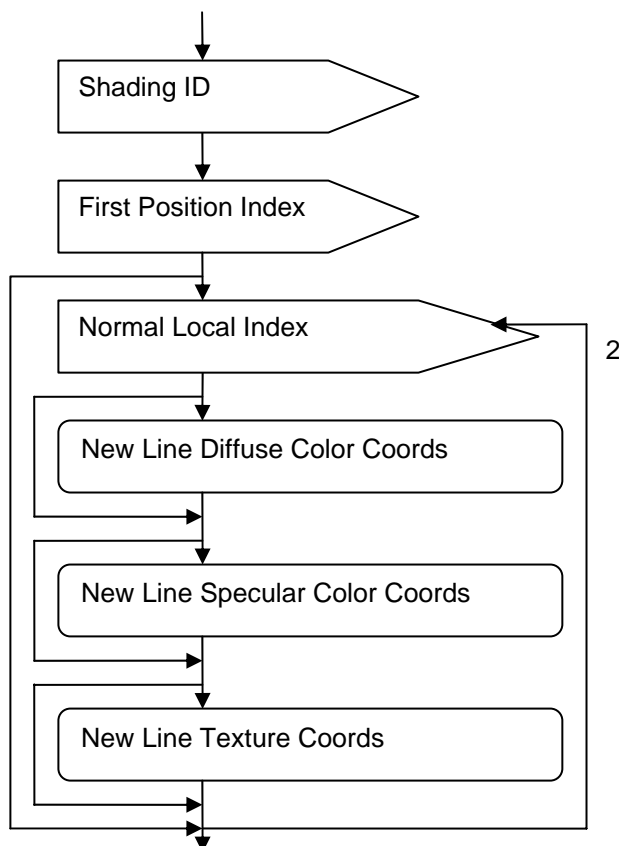 Shading ID
First Position Index
Normal Local Index
2
New Line Diffuse Color Coords
New Line Specular Color Coords
New Line Texture Coords